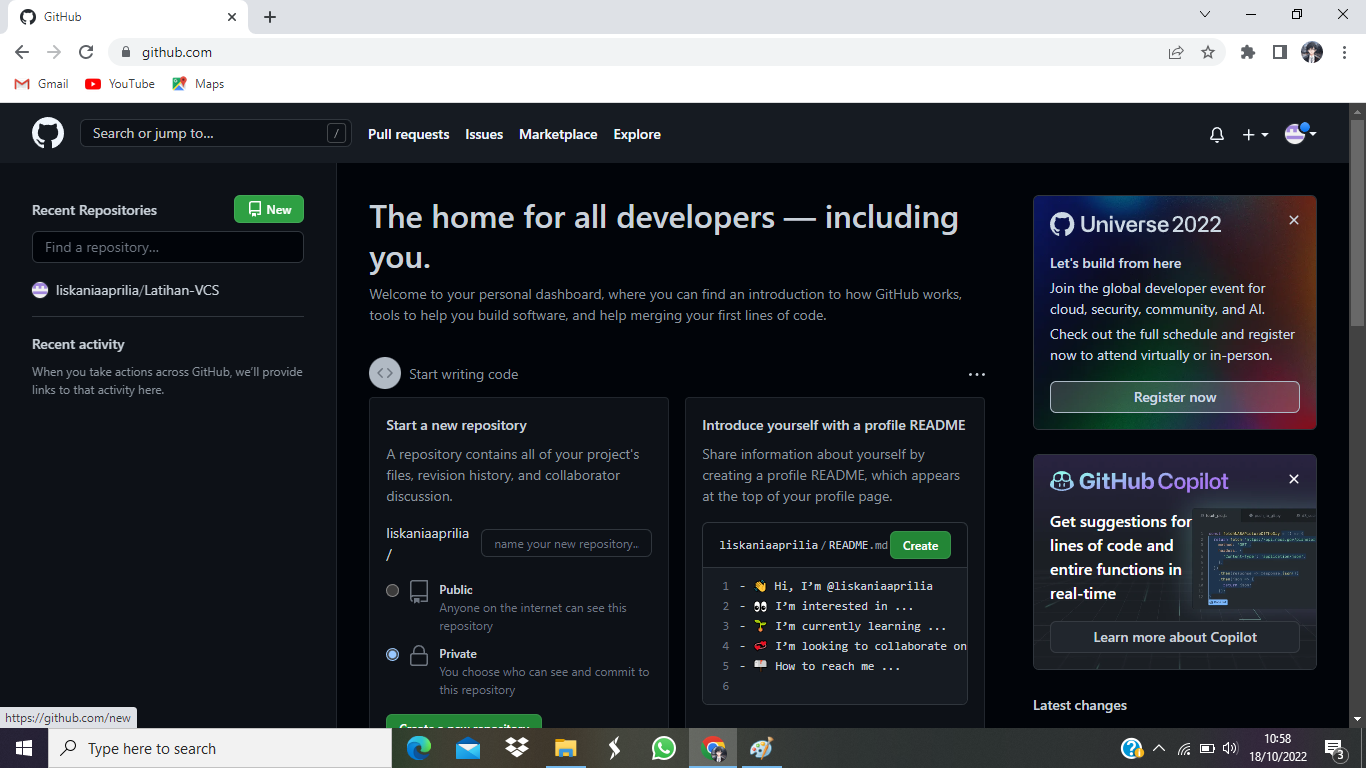 GitHub
github.com
Gmail
YouTube
Maps
Search or jump to...
/
Pull requests
Issues
Marketplace
Explore
Recent Repositories
New
Find a repository...
liskaniaaprilia/Latihan-VCS
Recent activity
When you take actions across GitHub, we'll provide
links to that activity here.
The home for all developers — including
you.
Welcome to your personal dashboard, where you can find an introduction to how GitHub works,
tools to help you build software, and help merging your first lines of code.
Start writing code
Start a new repository
A repository contains all of your project's
files, revision history, and collaborator
discussion.
liskaniaaprilia
/
name your new repository..
Public
Anyone on the internet can see this
repository
Private
You choose who can see and commit to
this repository
Create a new repository
Introduce yourself with a profile README
Share information about yourself by
creating a profile README, which appears
at the top of your profile page.
liskaniaaprilia / README.md
Create
1 - 👋 Hi, I'm @liskaniaaprilia
2 - 👀 I'm interested in ...
3 - 🌱 I'm currently learning ...
4 - 💞️ I'm looking to collaborate on
5 - 📫 How to reach me ...
6
Universe 2022
Let's build from here
Join the global developer event for
cloud, security, community, and AI.
Check out the full schedule and register
now to attend virtually or in-person.
Register now
GitHub Copilot
Get suggestions for
lines of code and
entire functions in
real-time
Learn more about Copilot
Latest changes
https://github.com/new
Type here to search
10:58
18/10/2022
3